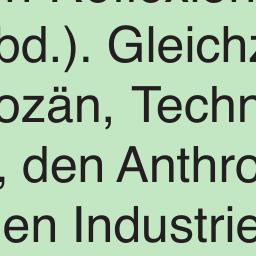 bd.). Gleichz
ozän, Techn
, den Anthro
en Industrie